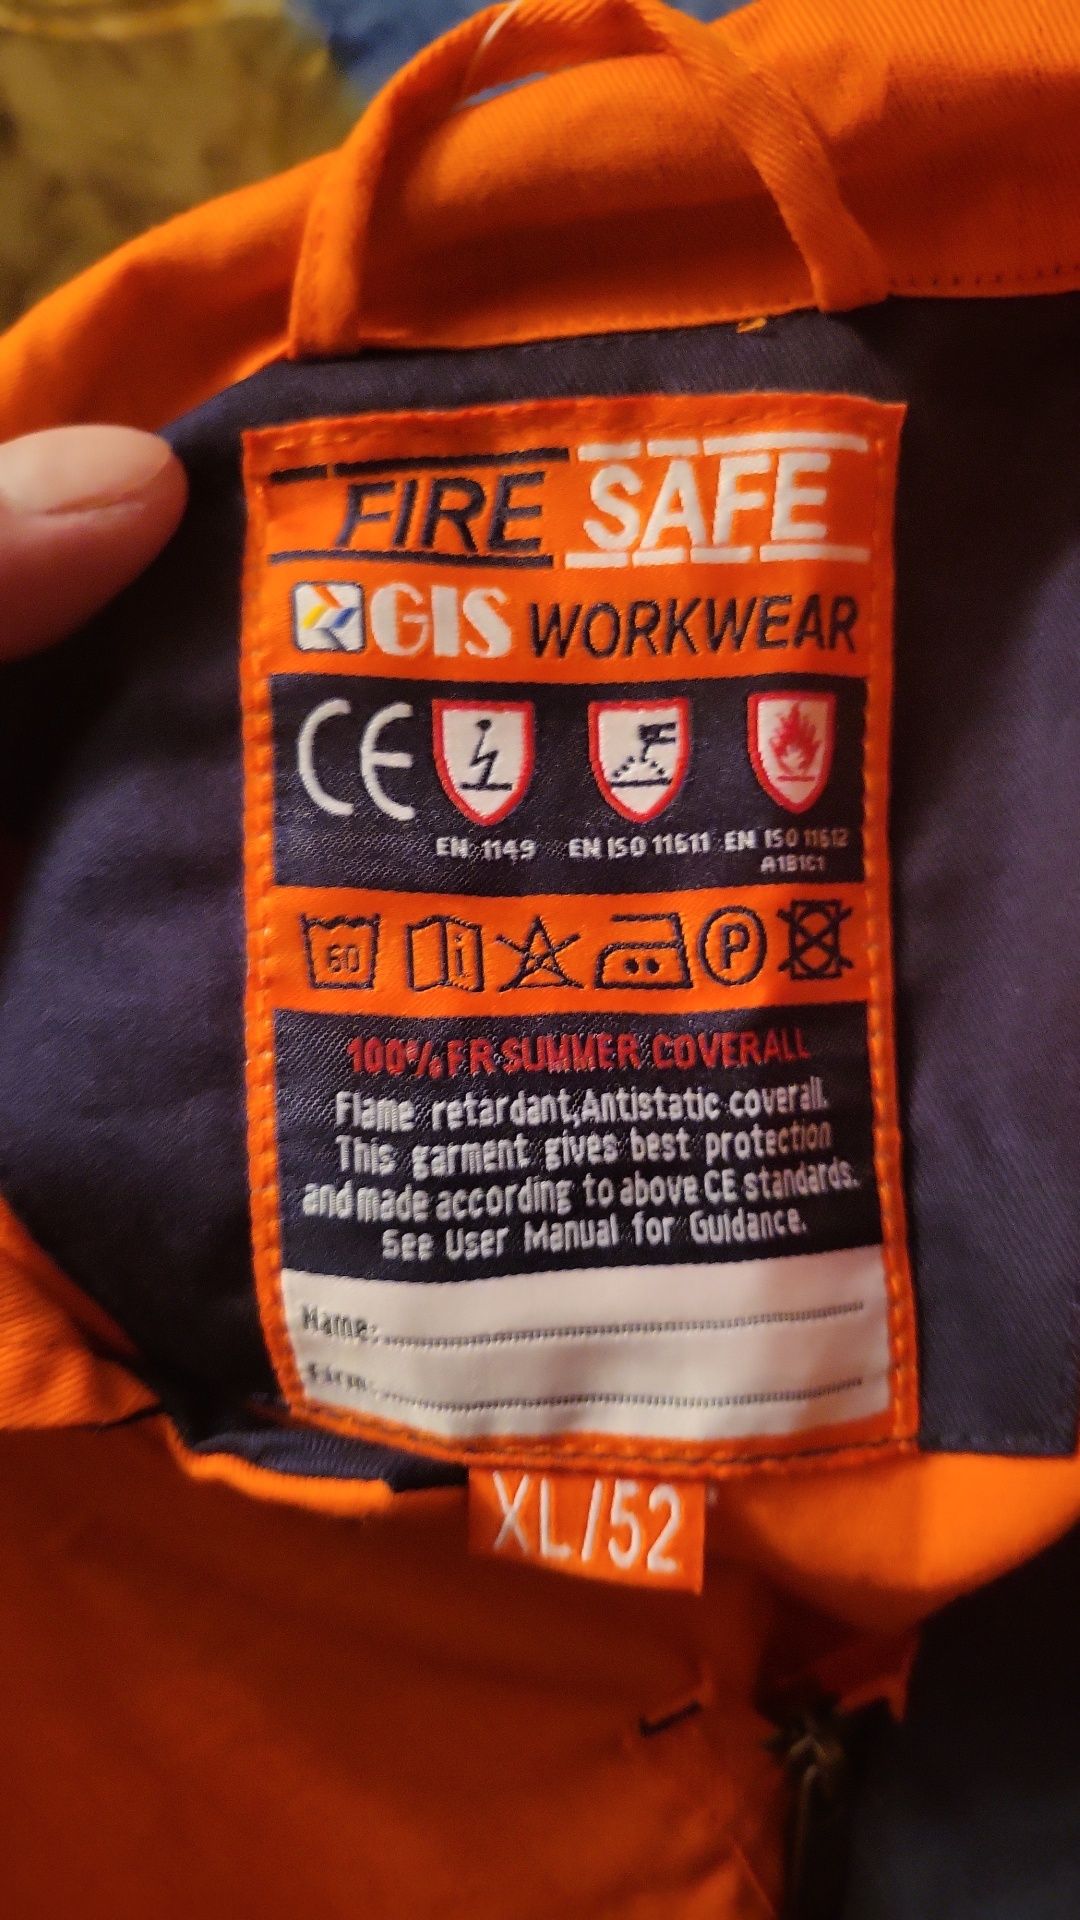 FIRE SAFE
GIS WORKWEAR
CE
EN 1149 EN ISO 11611 EN ISO 11612
A1B1C1
60 i P
100% FR SUMMER COVERALL
Flame retardant, Antistatic coverall.
This garment gives best protection
and made according to above CE standards.
See User Manual for Guidance.
Name:
Firm:
XL/52